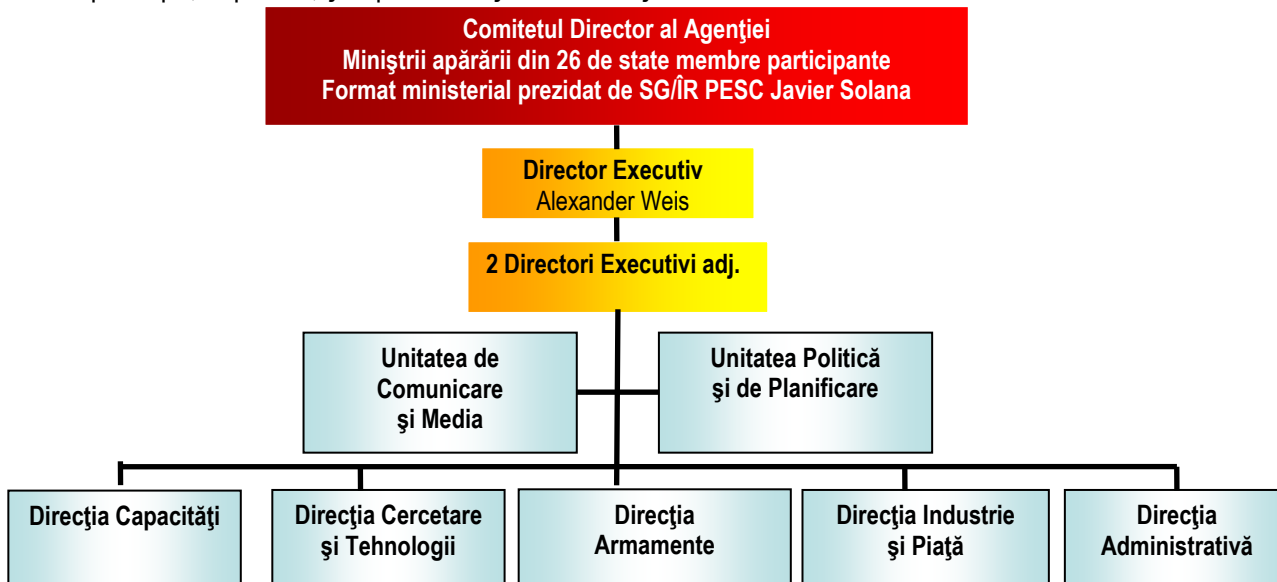 Comitetul Director al Agenţiei
Miniştrii apărării din 26 de state membre participante
Format ministerial prezidat de SG/ÎR PESC Javier Solana
Director Executiv
Alexander Weis
2 Directori Executivi adj.
Unitatea de
Comunicare
şi Media
Unitatea Politică
şi de Planificare
Direcţia Capacităţi
Direcţia Cercetare
şi Tehnologii
Direcţia
Armamente
Direcţia Industrie
şi Piaţă
Direcţia
Administrativă